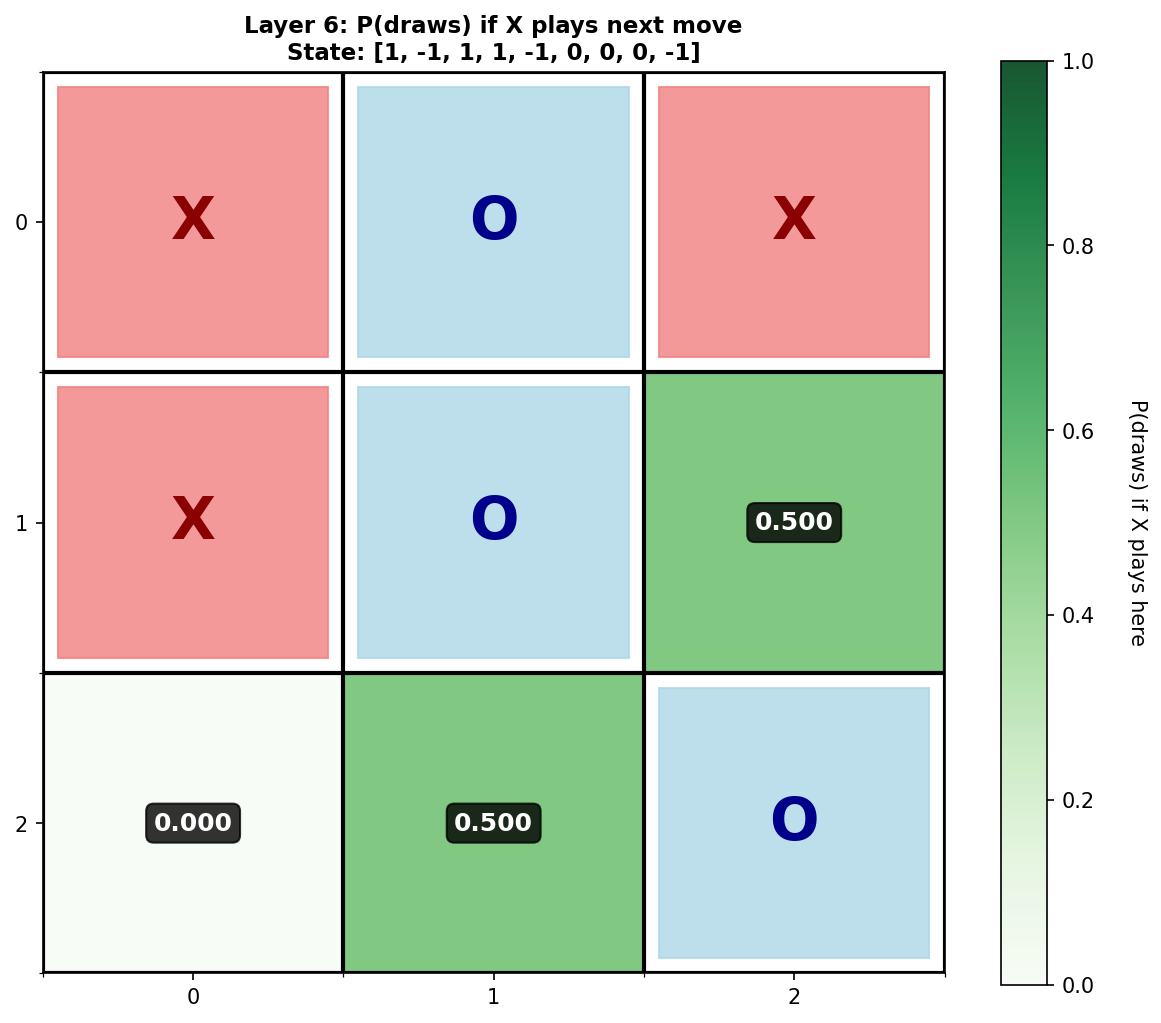 Layer 6: P(draws) if X plays next move
State: [1, -1, 1, 1, -1, 0, 0, 0, -1]
1.0
0.8
0.6
0.4
0.2
0.0
P(draws) if X plays here
0
X
O
X
1
X
O
0.500
2
0.000
0.500
O
0
1
2